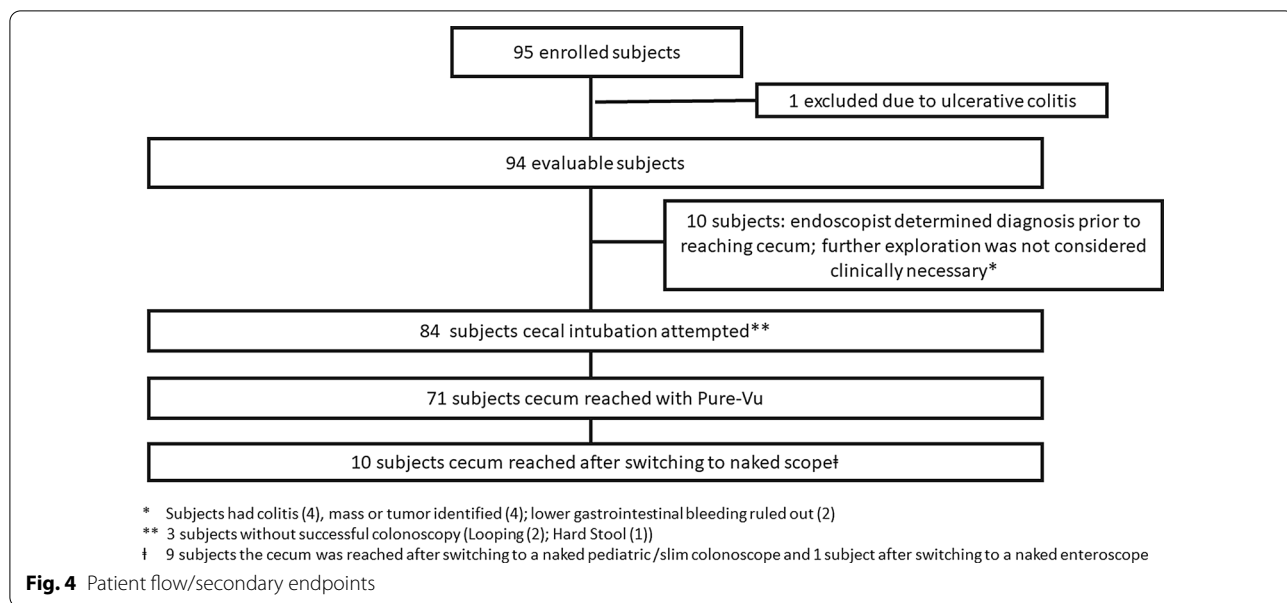 95 enrolled subjects
1 excluded due to ulcerative colitis
94 evaluable subjects
10 subjects: endoscopist determined diagnosis prior to
reaching cecum; further exploration was not considered
clinically necessary*
84 subjects cecal intubation attempted**
71 subjects cecum reached with Pure-Vu
10 subjects cecum reached after switching to naked scopeƚ
* Subjects had colitis (4), mass or tumor identified (4); lower gastrointestinal bleeding ruled out (2)
** 3 subjects without successful colonoscopy (Looping (2); Hard Stool (1))
ƚ 9 subjects the cecum was reached after switching to a naked pediatric/slim colonoscope and 1 subject after switching to a naked enteroscope
Fig. 4 Patient flow/secondary endpoints